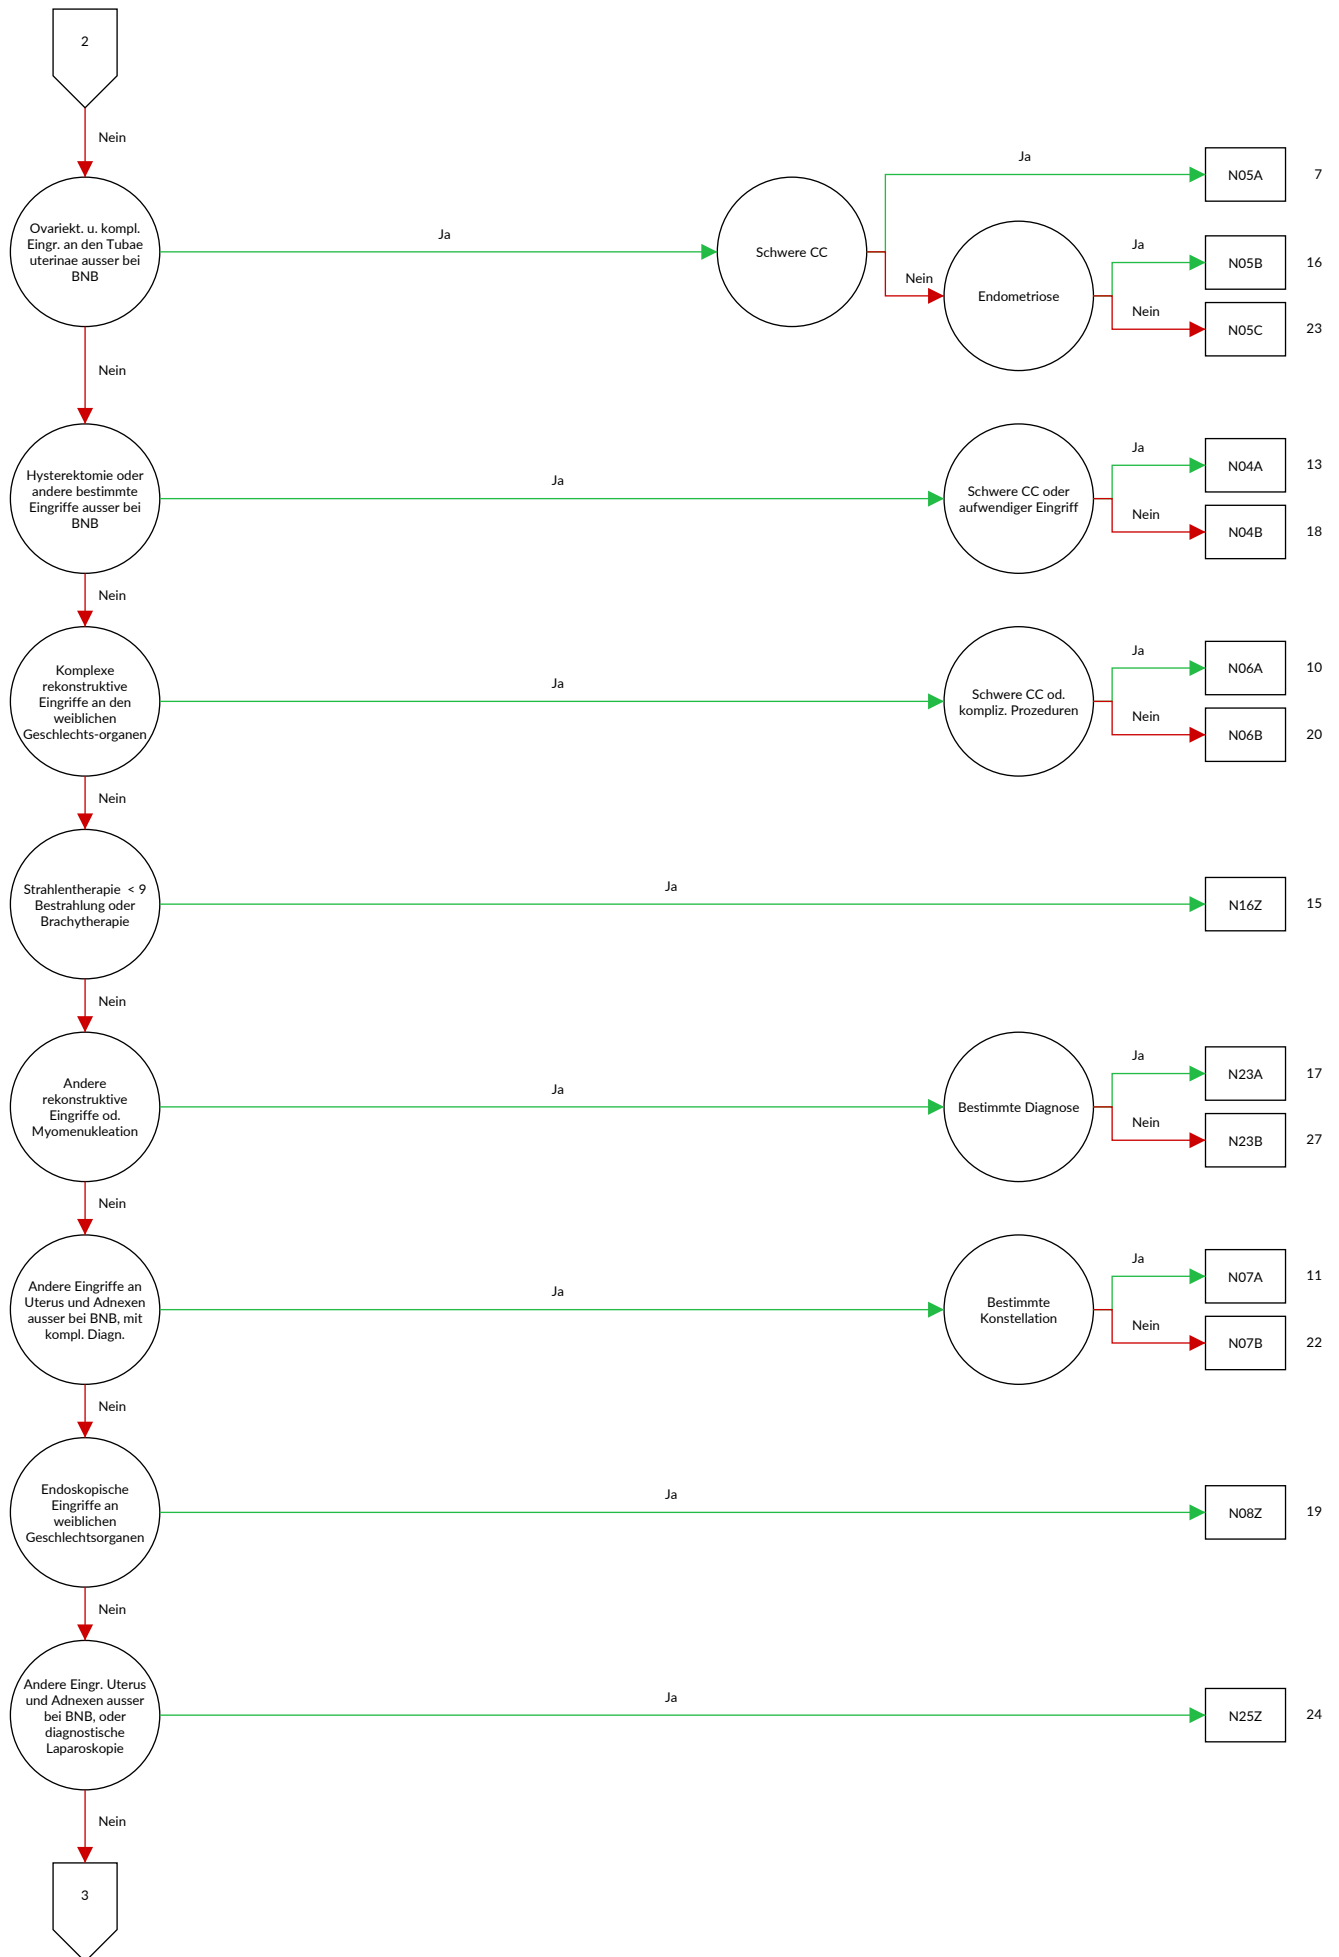 2
Nein
Ovariekt. u. kompl.
Eingr. an den Tubae
uterinae ausser bei
BNB
Ja
Schwere CC
Ja
N05A
7
Nein
Endometriose
Ja
N05B
16
Nein
N05C
23
Nein
Hysterektomie oder
andere bestimmte
Eingriffe ausser bei
BNB
Ja
Schwere CC oder
aufwendiger Eingriff
Ja
N04A
13
Nein
N04B
18
Nein
Komplexe
rekonstruktive
Eingriffe an den
weiblichen
Geschlechts-organen
Ja
Schwere CC od.
kompliz. Prozeduren
Ja
N06A
10
Nein
N06B
20
Nein
Strahlentherapie  < 9
Bestrahlung oder
Brachytherapie
Ja
N16Z
15
Nein
Andere
rekonstruktive
Eingriffe od.
Myomenukleation
Ja
Bestimmte Diagnose
Ja
N23A
17
Nein
N23B
27
Nein
Andere Eingriffe an
Uterus und Adnexen
ausser bei BNB, mit
kompl. Diagn.
Ja
Bestimmte
Konstellation
Ja
N07A
11
Nein
N07B
22
Nein
Endoskopische
Eingriffe an
weiblichen
Geschlechtsorganen
Ja
N08Z
19
Nein
Andere Eingr. Uterus
und Adnexen ausser
bei BNB, oder
diagnostische
Laparoskopie
Ja
N25Z
24
Nein
3